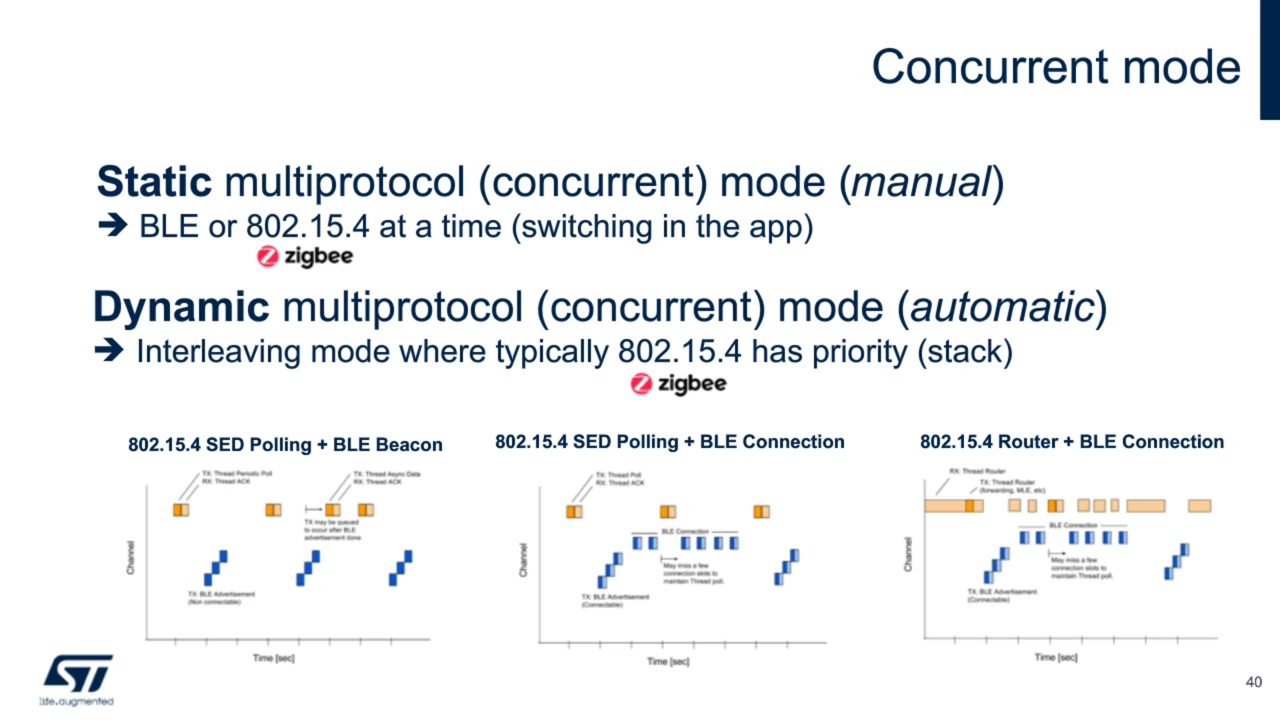 Concurrent mode
Static multiprotocol (concurrent) mode (manual)
➔ BLE or 802.15.4 at a time (switching in the app)
zigbee
Dynamic multiprotocol (concurrent) mode (automatic)
➔ Interleaving mode where typically 802.15.4 has priority (stack)
zigbee
802.15.4 SED Polling + BLE Beacon
TX: Thread Periodic Poll
RX: Thread ACK
TX: Thread Async Data
RX: Thread ACK
TX may be queued
to occur after BLE
advertisement done
Channel
TX: BLE Advertisement
(Non connectable)
Time [sec]
802.15.4 SED Polling + BLE Connection
TX: Thread Poll
RX: Thread ACK
BLE Connection
May miss a few
connection slots to
maintain Thread poll.
Channel
TX: BLE Advertisement
(Connectable)
Time [sec]
802.15.4 Router + BLE Connection
RX: Thread Router
TX: Thread Router
(forwarding, MLE, etc)
BLE Connection
May miss a few
connection slots to
maintain Thread poll.
Channel
TX: BLE Advertisement
(Connectable)
Time [sec]
ST
life.augmented
40